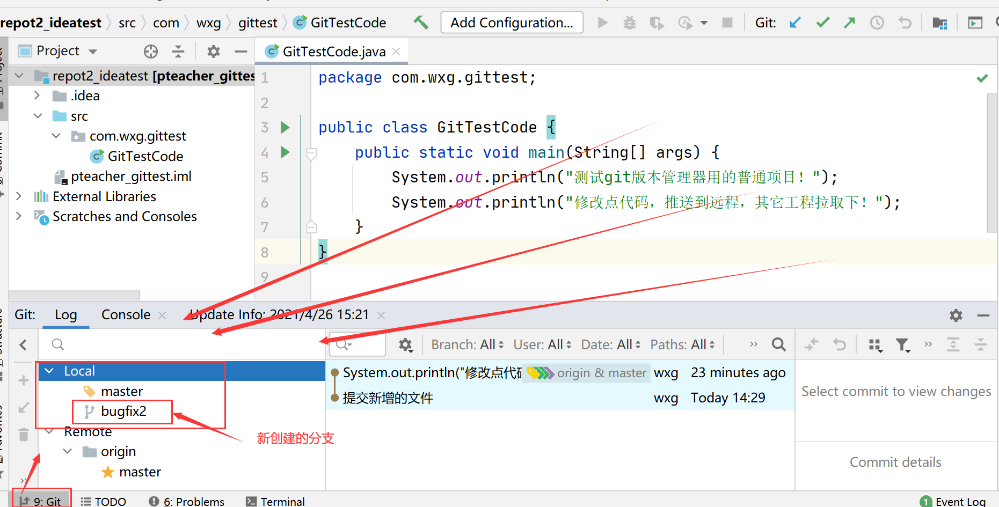 repot2_ideatest
src
com
wxg
gittest
GitTestCode
Add Configuration...
Git:
Project
GitTestCode.java
repot2_ideatest [pteacher_gittes
.idea
src
com.wxg.gittest
GitTestCode
pteacher_gittest.iml
External Libraries
Scratches and Consoles
1 package com.wxg.gittest;
2
3 public class GitTestCode {
4 public static void main(String[] args) {
5 System.out.println("测试git版本管理器用的普通项目！");
6 System.out.println("修改点代码，推送到远程，其它工程拉取下！");
7 }
8 }
9
Git: Log Console Update Info: 2021/4/26 15:21
Branch: All User: All Date: All Paths: All
Local
master
bugfix2
Remote
origin
master
新创建的分支
System.out.println("修改点代码 origin & master wxg 23 minutes ago
提交新增的文件 wxg Today 14:29
Select commit to view changes
Commit details
9: Git TODO 6: Problems Terminal
1 Event Log